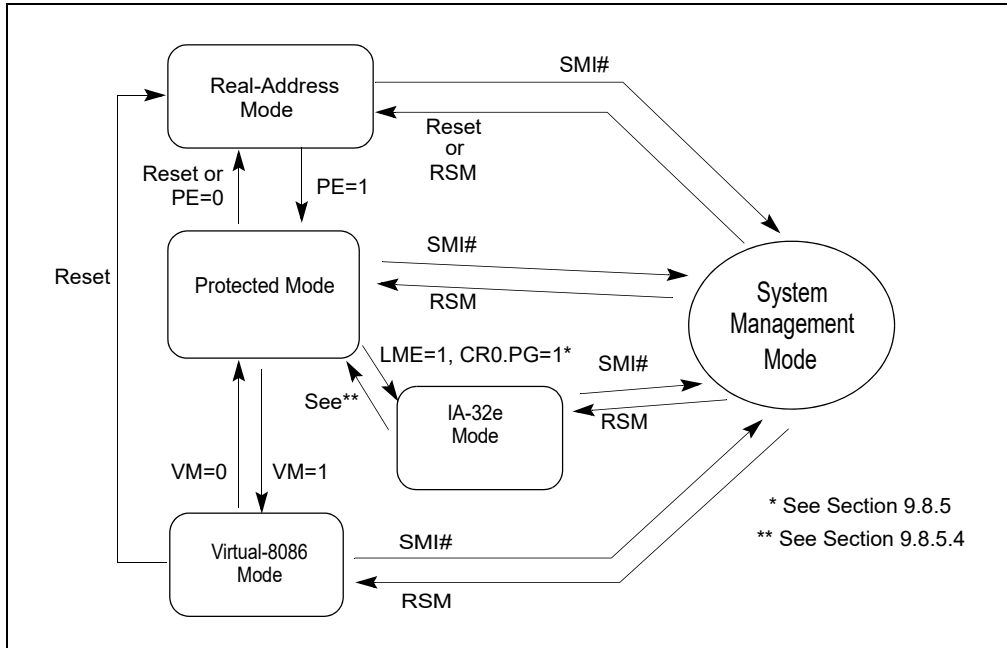 SMI#
Real-Address
Mode
Reset
or
RSM
Reset or
PE=0
PE=1
SMI#
Reset
Protected Mode
RSM
System
Management
Mode
LME=1, CR0.PG=1*
SMI#
See**
IA-32e
Mode
RSM
VM=0
VM=1
* See Section 9.8.5
** See Section 9.8.5.4
Virtual-8086
Mode
SMI#
RSM